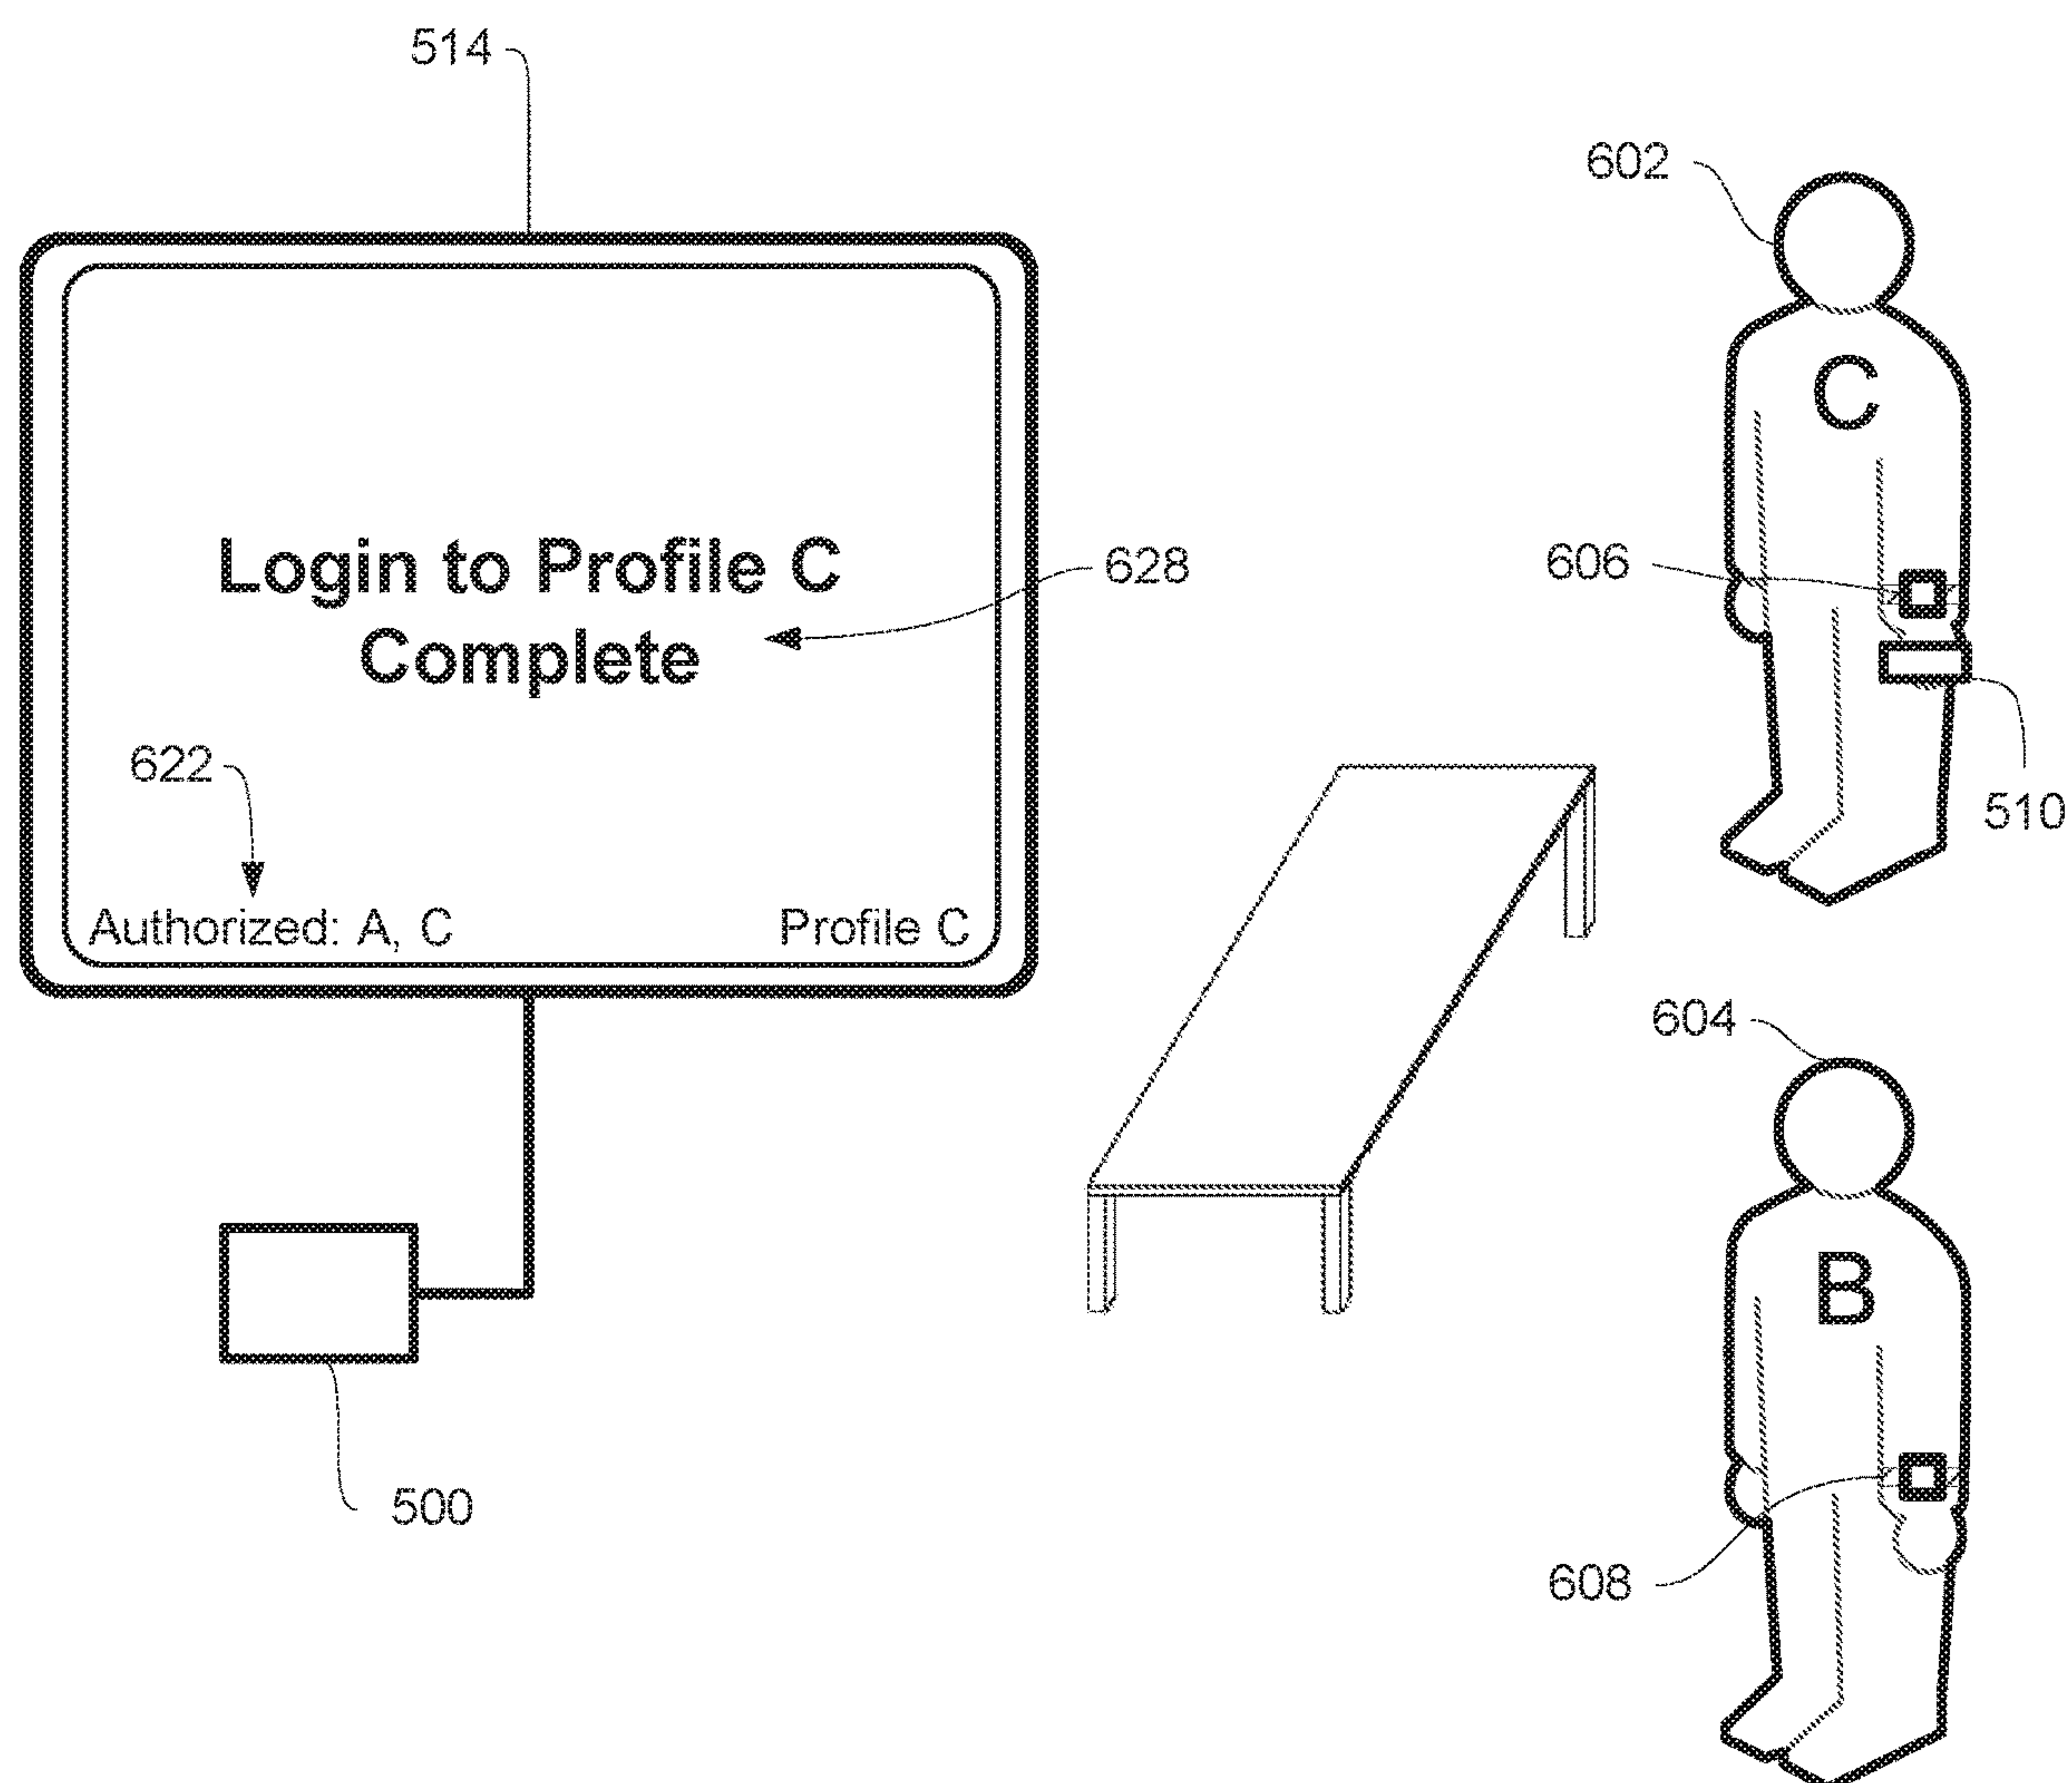 514
602
C
606
Login to Profile C
Complete
628
622
510
Authorized: A, C
Profile C
604
B
500
608